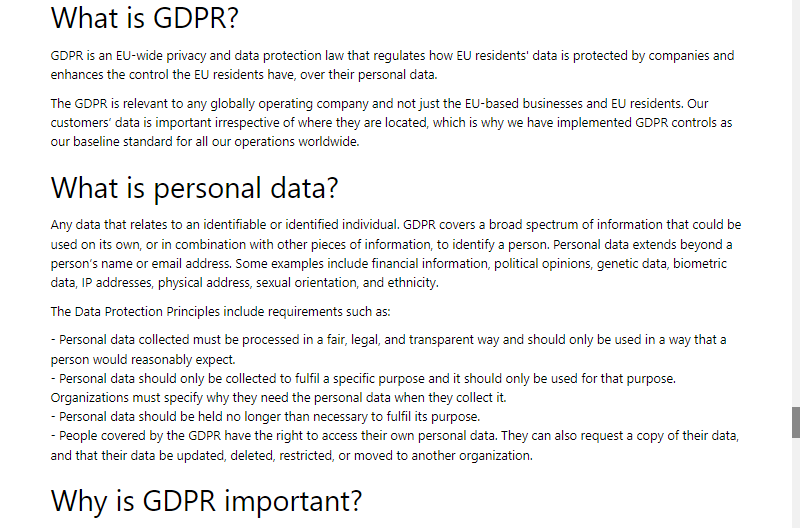 What is GDPR?
GDPR is an EU-wide privacy and data protection law that regulates how EU residents' data is protected by companies and
enhances the control the EU residents have, over their personal data.
The GDPR is relevant to any globally operating company and not just the EU-based businesses and EU residents. Our
customers’ data is important irrespective of where they are located, which is why we have implemented GDPR controls as
our baseline standard for all our operations worldwide.
What is personal data?
Any data that relates to an identifiable or identified individual. GDPR covers a broad spectrum of information that could be
used on its own, or in combination with other pieces of information, to identify a person. Personal data extends beyond a
person’s name or email address. Some examples include financial information, political opinions, genetic data, biometric
data, IP addresses, physical address, sexual orientation, and ethnicity.
The Data Protection Principles include requirements such as:
- Personal data collected must be processed in a fair, legal, and transparent way and should only be used in a way that a
person would reasonably expect.
- Personal data should only be collected to fulfil a specific purpose and it should only be used for that purpose.
Organizations must specify why they need the personal data when they collect it.
- Personal data should be held no longer than necessary to fulfil its purpose.
- People covered by the GDPR have the right to access their own personal data. They can also request a copy of their data,
and that their data be updated, deleted, restricted, or moved to another organization.
Why is GDPR important?